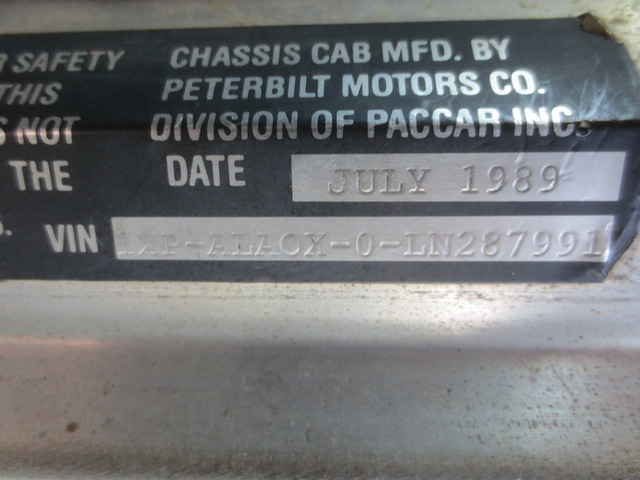 R SAFETY CHASSIS CAB MFD. BY
THIS PETERBILT MOTORS CO.
S NOT DIVISION OF PACCAR INC.
THE DATE JULY 1989
VIN 1XP-ALAOX-0-LN287991